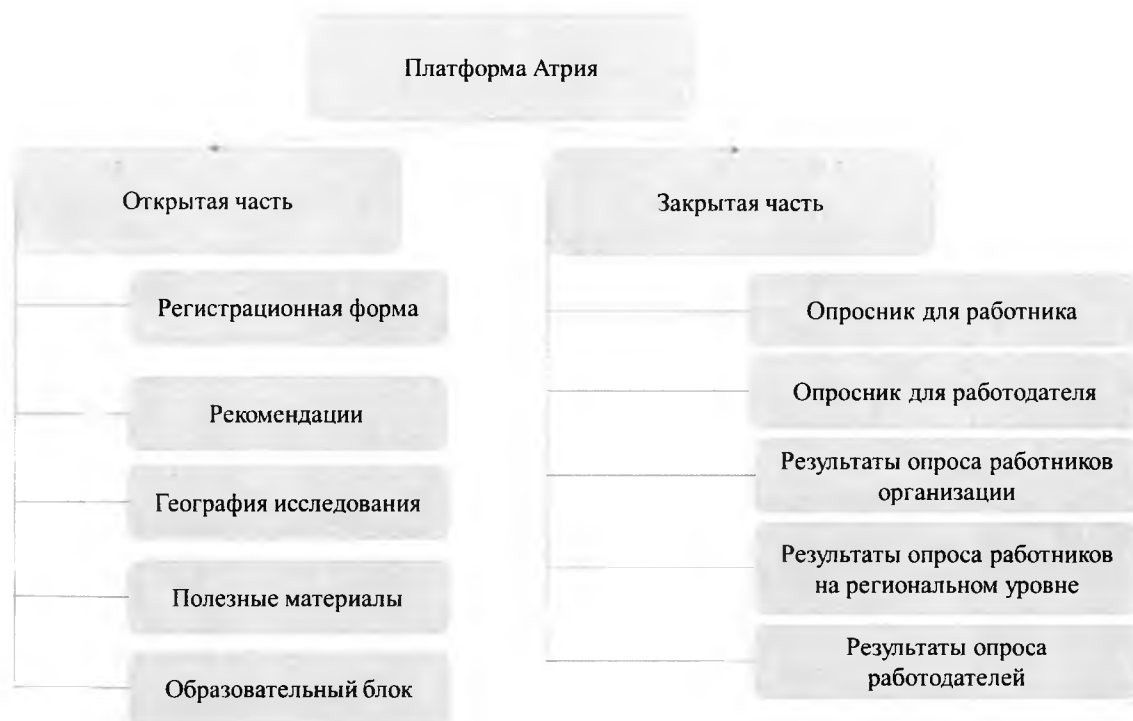 Платформа Атрия
Открытая часть
Регистрационная форма
Рекомендации
География исследования
Полезные материалы
Образовательный блок
Закрытая часть
Опросник для работника
Опросник для работодателя
Результаты опроса работников
организации
Результаты опроса работников
на региональном уровне
Результаты опроса
работодателей